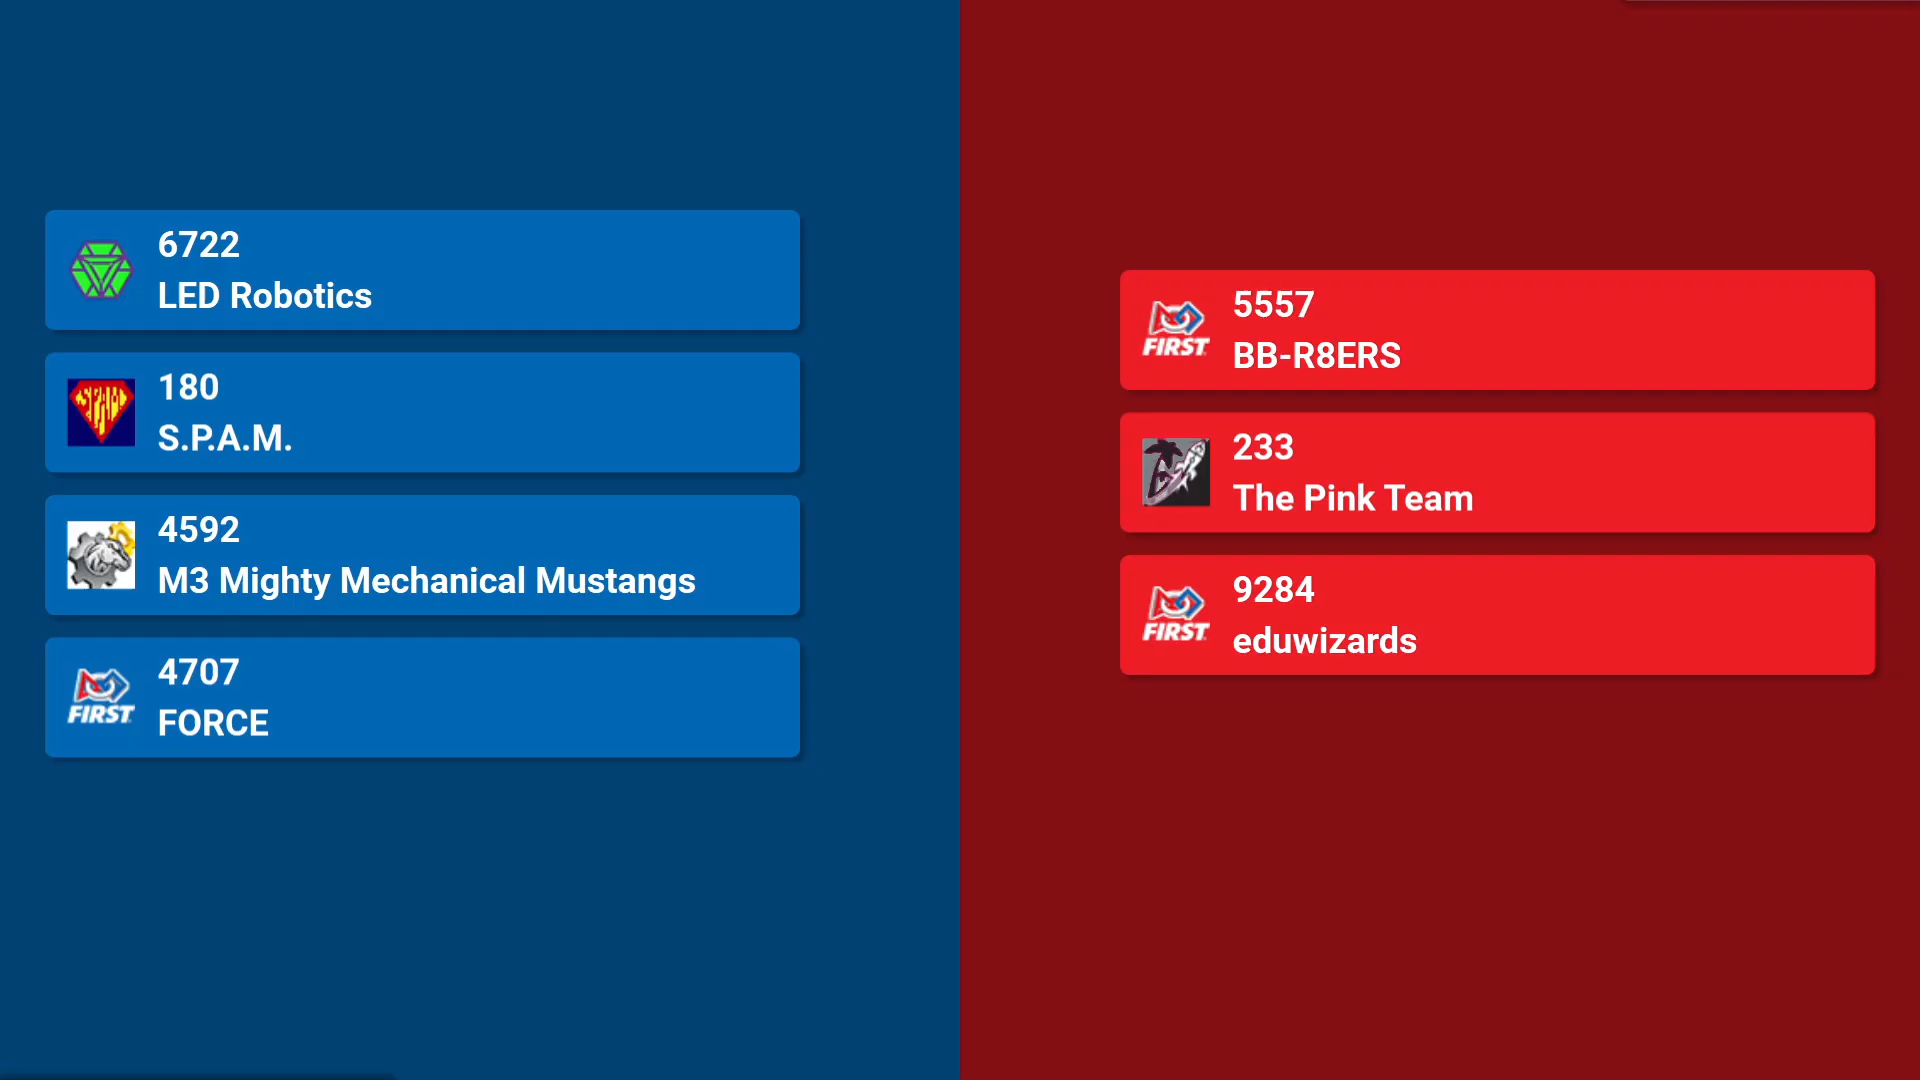 6722
LED Robotics
SPAM
180
S.P.A.M.
4592
M3 Mighty Mechanical Mustangs
FIRST
4707
FORCE
FIRST
5557
BB-R8ERS
233
The Pink Team
FIRST
9284
eduwizards